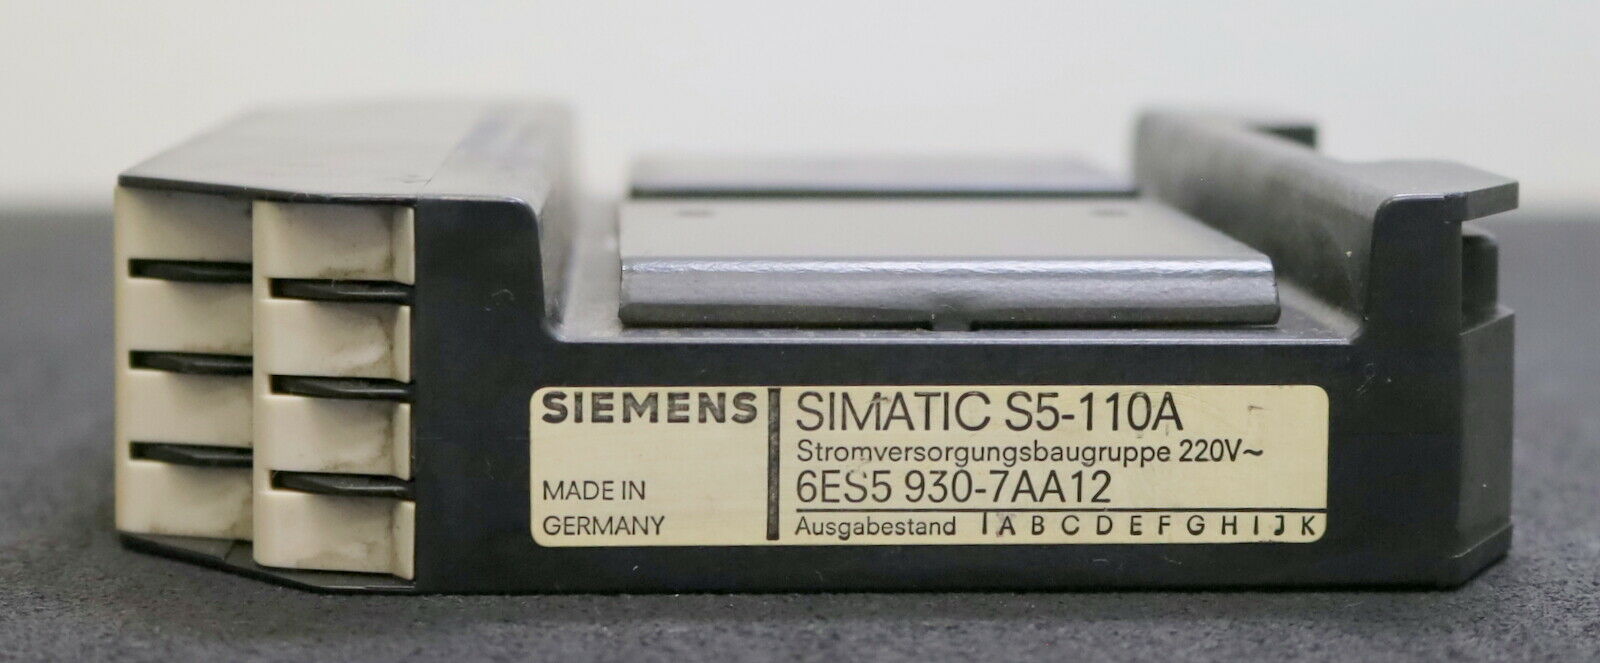 SIEMENS
MADE IN
GERMANY
SIMATIC S5-110A
Stromversorgungsbaugruppe 220V~
6ES5 930-7AA12
Ausgabestand A B C D E F G H I J K